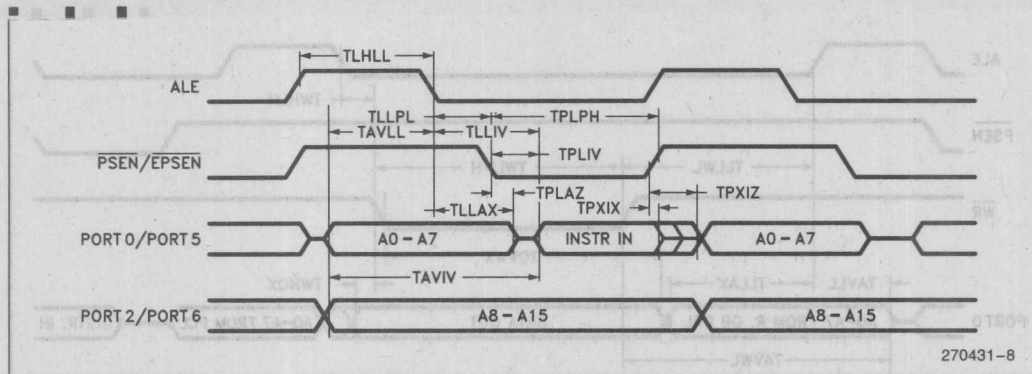 TLHLL
ALE
TLLPL
TPLPH
TAVLL
TLLIV
PSEN/EPSEN
TPLIV
TPLAZ
TPXIZ
TLLAX
TPXIX
PORT 0/PORT 5
A0-A7
INSTR IN
A0-A7
TAVIV
PORT 2/PORT 6
A8-A15
A8-A15
270431-8